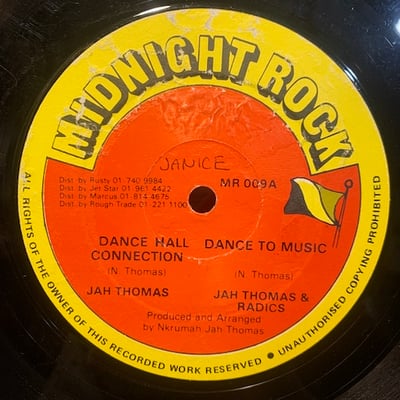 MIDNIGHT ROCK
JANICE
MR 009A
Dist. by Rusty 01 740 9984
Dist. by Jet Star 01 961 4422
Dist. by Marcus 01-814 4675
Dist. by Rough Trade 01-221 1100
DANCE HALL CONNECTION
(N. Thomas)
JAH THOMAS
DANCE TO MUSIC
(N. Thomas)
JAH THOMAS & RADICS
Produced and Arranged
by Nkrumah Jah Thomas
ALL RIGHTS OF THE OWNER OF THIS RECORDED WORK RESERVED ● UNAUTHORISED COPYING PROHIBITED